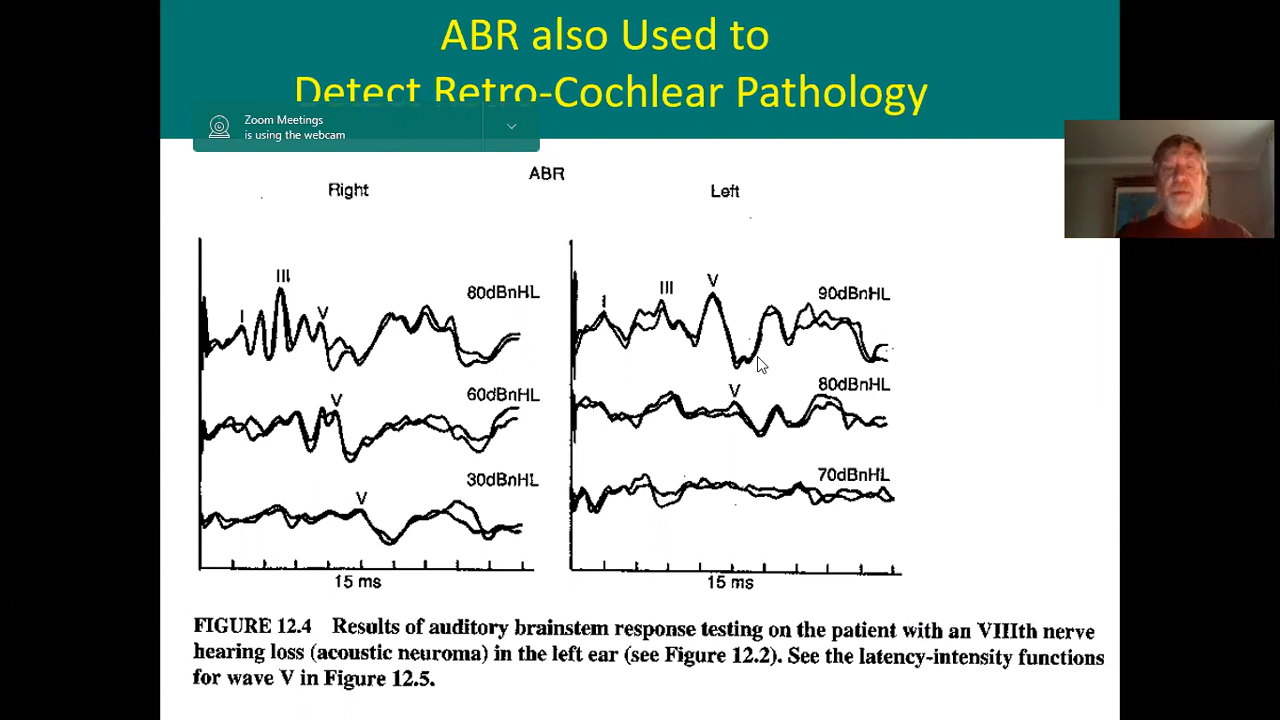 ABR also Used to
Detect Retro-Cochlear Pathology
Zoom Meetings
is using the webcam
ABR
Right
Left
III
I
V
80dBnHL
V
60dBnHL
V
30dBnHL
15 ms
I
III
V
90dBnHL
V
80dBnHL
70dBnHL
15 ms
FIGURE 12.4 Results of auditory brainstem response testing on the patient with an VIIIth nerve
hearing loss (acoustic neuroma) in the left ear (see Figure 12.2). See the latency-intensity functions
for wave V in Figure 12.5.